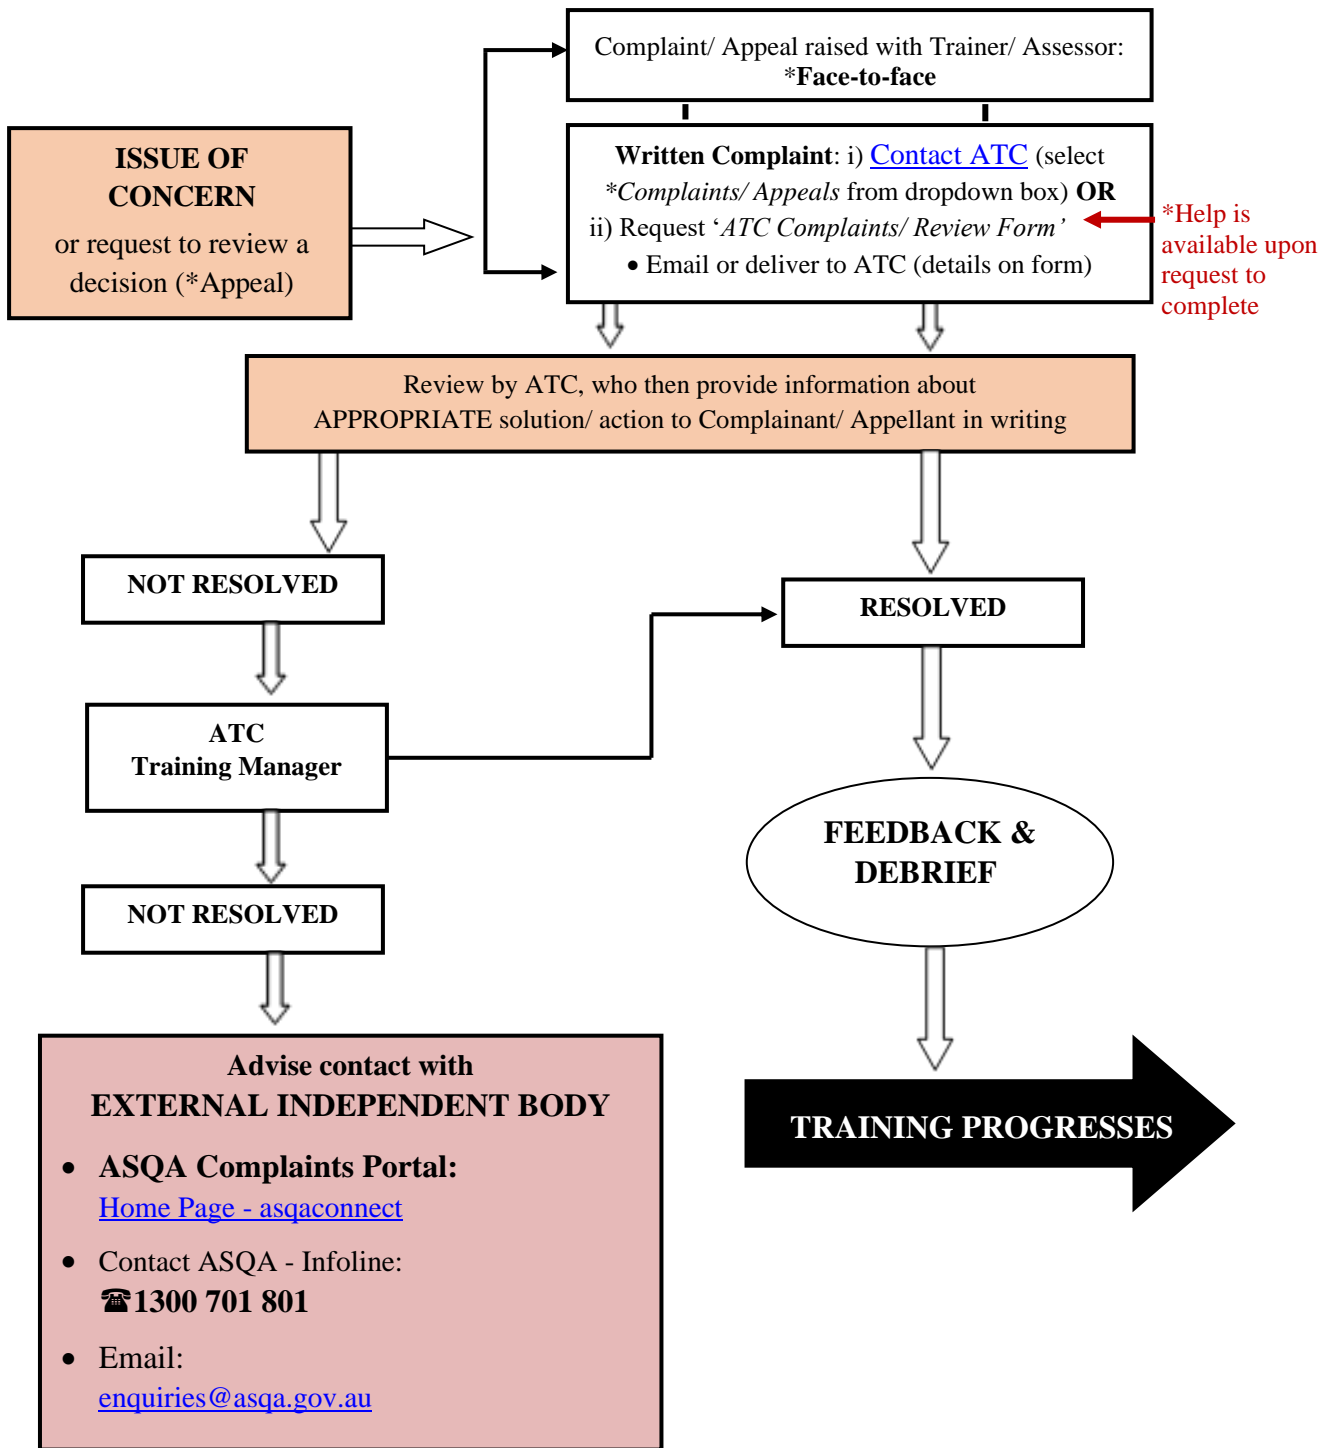 Complaint/ Appeal raised with Trainer/ Assessor:
*Face-to-face
ISSUE OF
CONCERN
or request to review a
decision (*Appeal)
Written Complaint: i) Contact ATC (select
*Complaints/ Appeals from dropdown box) OR
ii) Request ‘ATC Complaints/ Review Form’
• Email or deliver to ATC (details on form)
*Help is
available upon
request to
complete
Review by ATC, who then provide information about
APPROPRIATE solution/ action to Complainant/ Appellant in writing
NOT RESOLVED
RESOLVED
ATC
Training Manager
FEEDBACK &
DEBRIEF
NOT RESOLVED
Advise contact with
EXTERNAL INDEPENDENT BODY
• ASQA Complaints Portal:
Home Page - asqaconnect
• Contact ASQA - Infoline:
☎1300 701 801
• Email:
enquiries@asqa.gov.au
TRAINING PROGRESSES